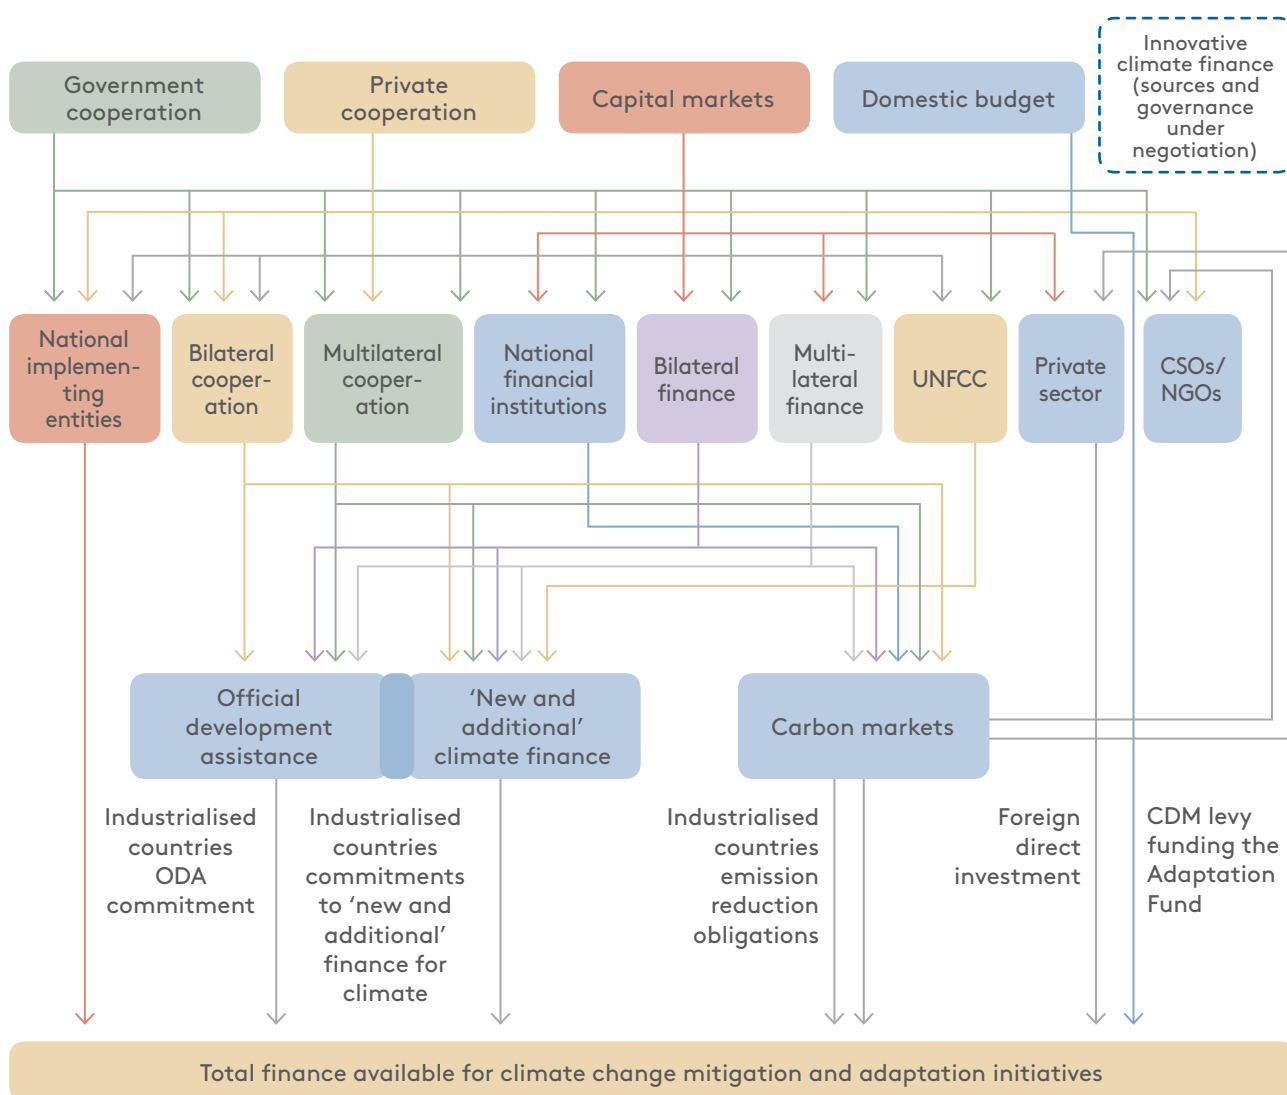 Innovative
climate finance
(sources and
governance
under
negotiation)
Government
cooperation
Private
cooperation
Capital markets
Domestic budget
National
implemen-
ting
entities
Bilateral
cooper-
ation
Multilateral
cooper-
ation
National
financial
institutions
Bilateral
finance
Multi-
lateral
finance
UNFCC
Private
sector
CSOs/
NGOs
Official
development
assistance
‘New and
additional’
climate finance
Carbon markets
Industrialised
countries
ODA
commitment
Industrialised
countries
commitments
to ‘new and
additional’
finance for
climate
Industrialised
countries
emission
reduction
obligations
Foreign
direct
investment
CDM levy
funding the
Adaptation
Fund
Total finance available for climate change mitigation and adaptation initiatives